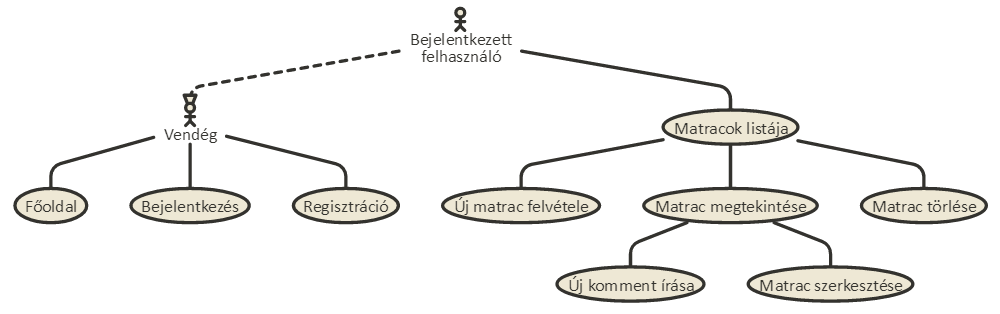 Bejelentkezett
felhasználó
Vendég
Matracok listája
Főoldal
Bejelentkezés
Regisztráció
Új matrac felvétele
Matrac megtekintése
Matrac törlése
Új komment írása
Matrac szerkesztése